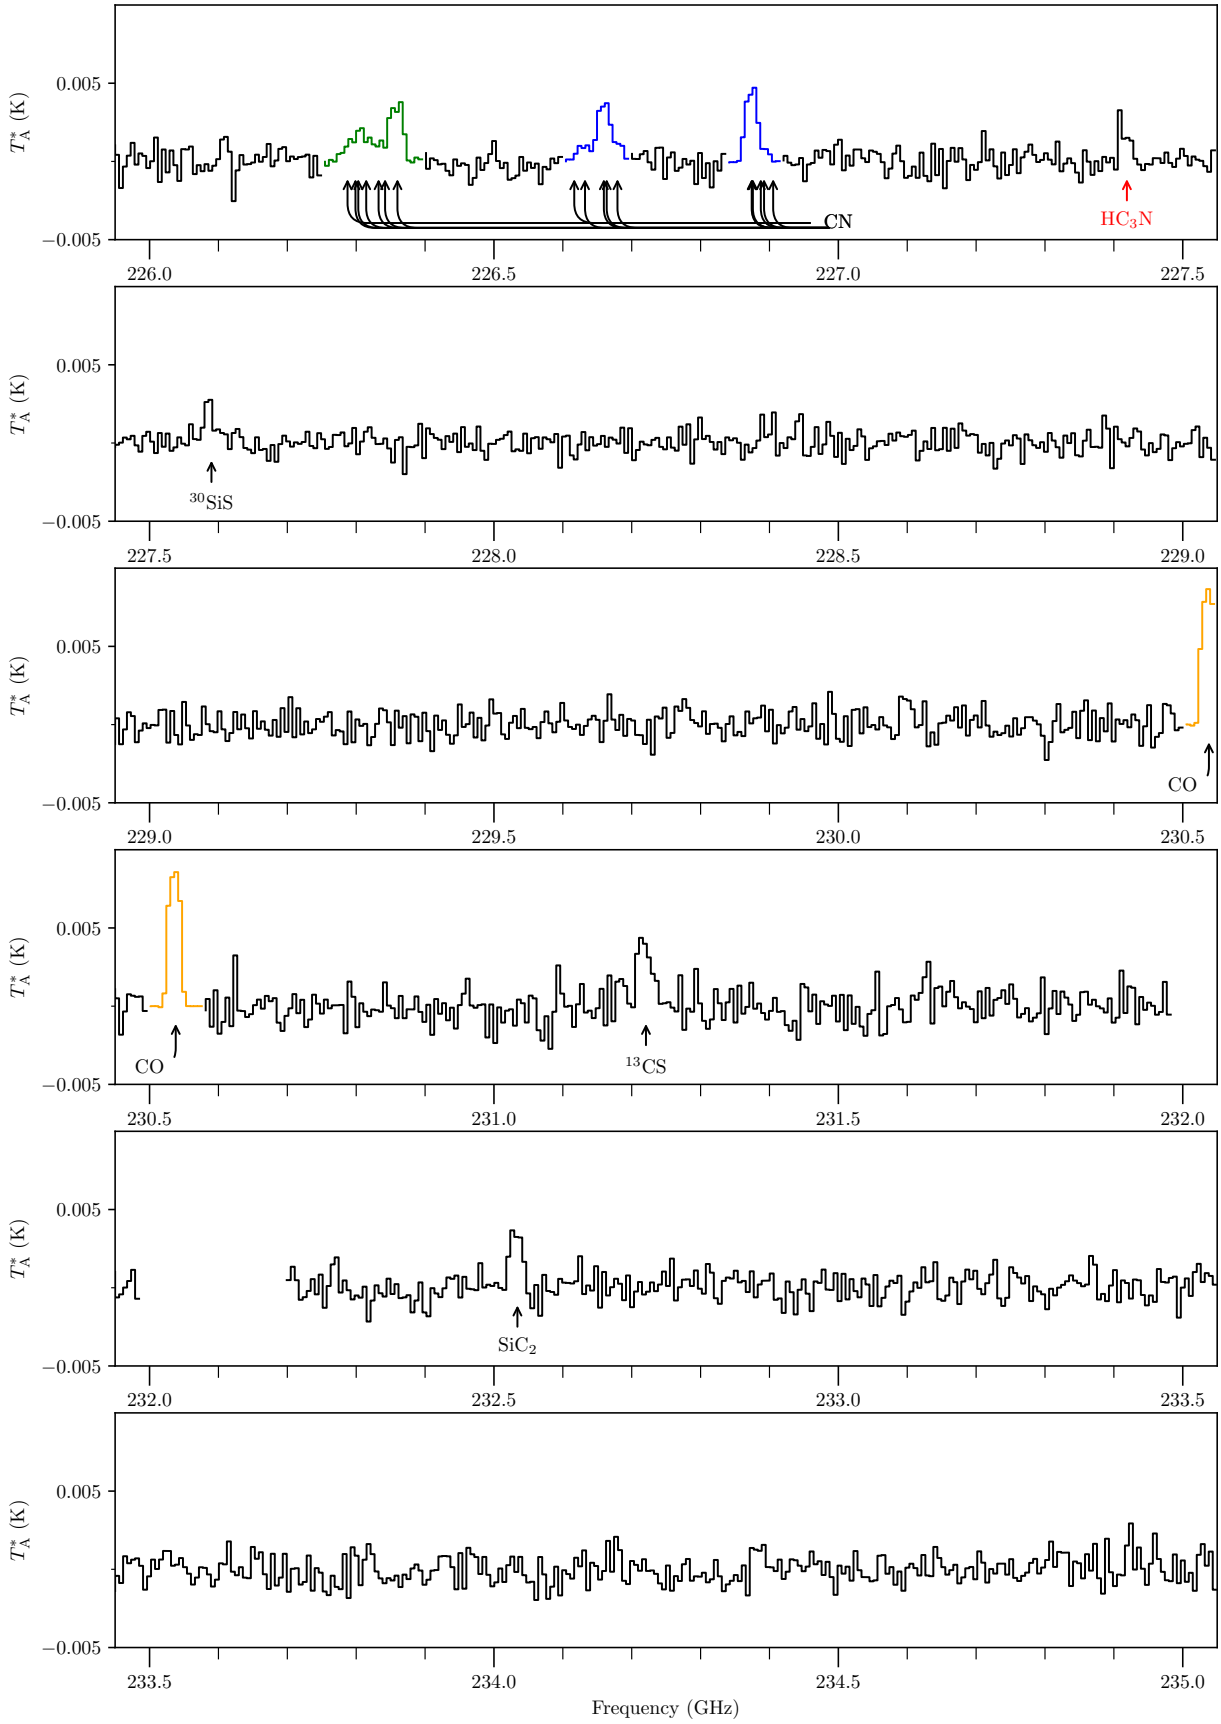 T*A (K)
0.005
−0.005
CN
HC₃N
226.0 226.5 227.0 227.5
T*A (K)
0.005
−0.005
³⁰SiS
227.5 228.0 228.5 229.0
T*A (K)
0.005
−0.005
CO
229.0 229.5 230.0 230.5
T*A (K)
0.005
−0.005
CO
¹³CS
230.5 231.0 231.5 232.0
T*A (K)
0.005
−0.005
SiC₂
232.0 232.5 233.0 233.5
T*A (K)
0.005
−0.005
233.5 234.0 234.5 235.0
Frequency (GHz)